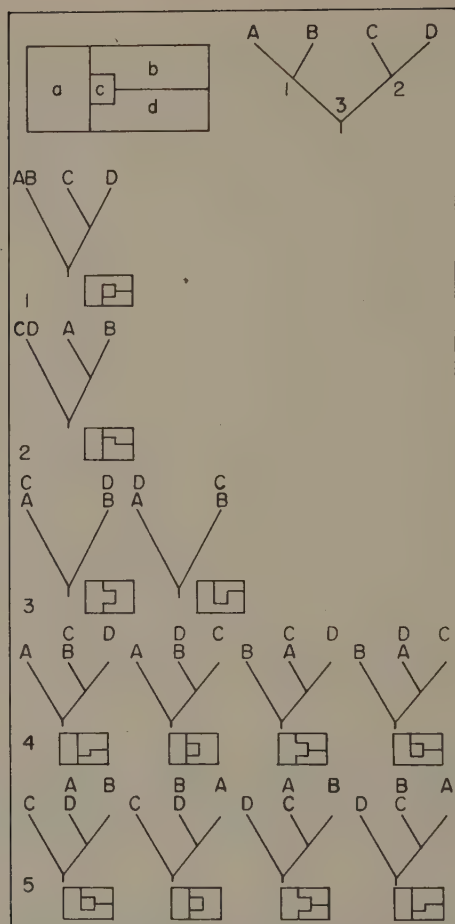 A B C D
b
a c
d
1 3 2
AB C D
1
CD A B
2
C D D C
A B A B
3
C D D C C D D C
A B A B B A B A
4
A B B A A B B A
C D C D D C D C
5